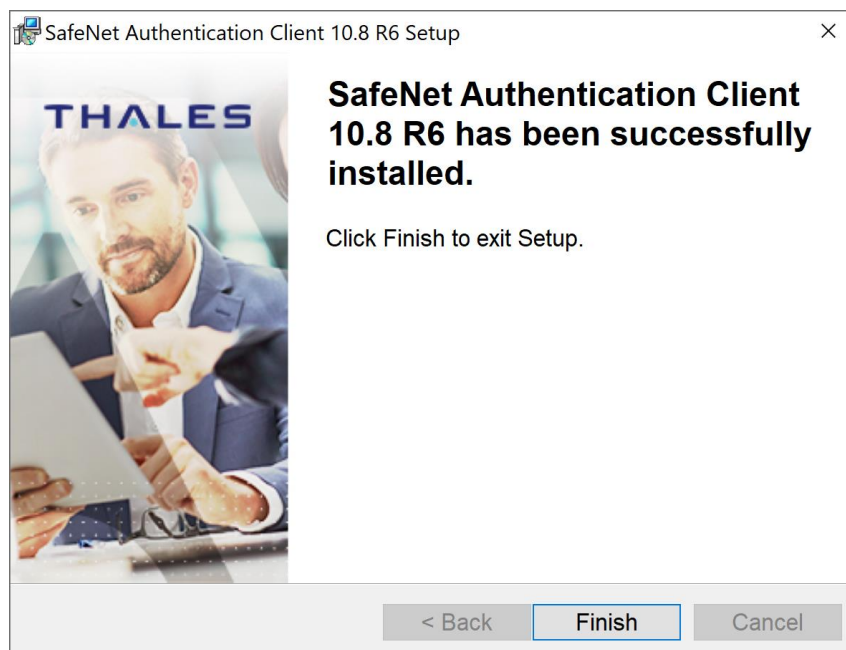 SafeNet Authentication Client 10.8 R6 Setup
THALES
SafeNet Authentication Client
10.8 R6 has been successfully
installed.
Click Finish to exit Setup.
< Back
Finish
Cancel